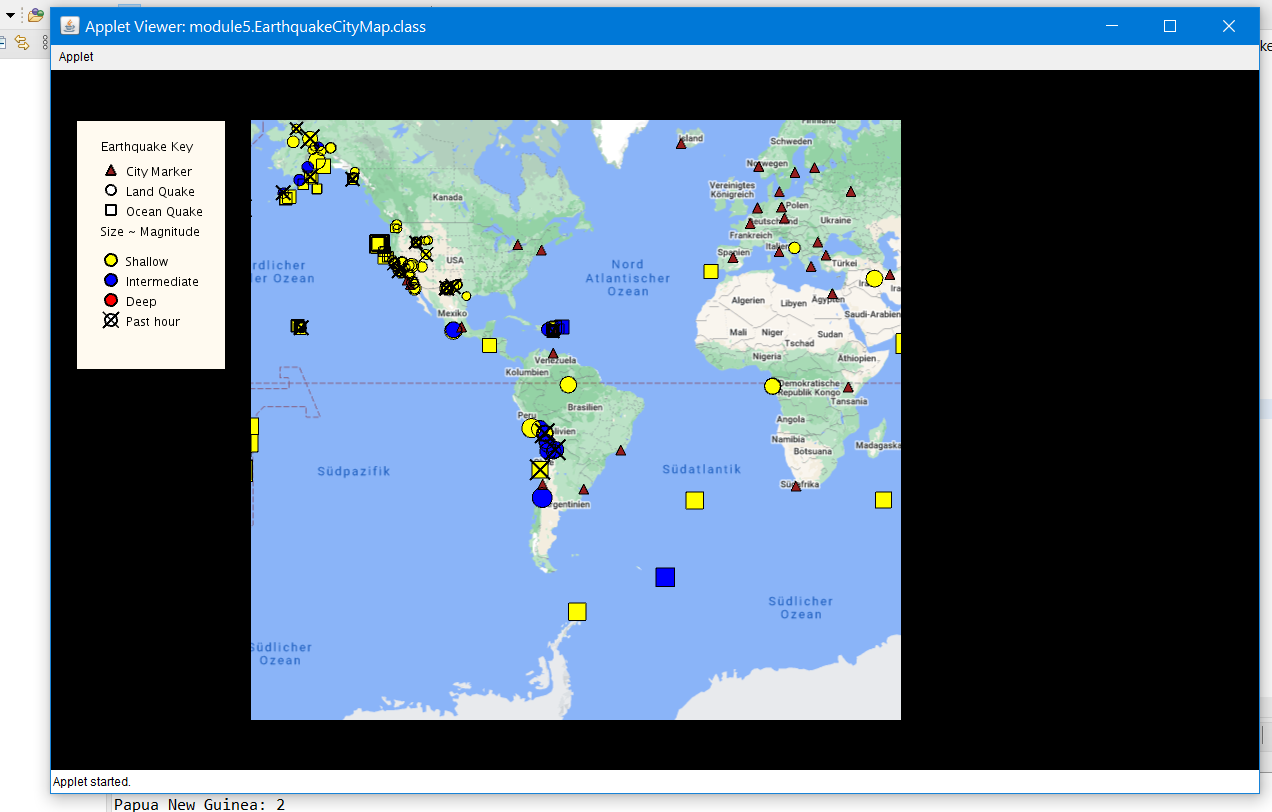 Applet Viewer: module5.EarthquakeCityMap.class
ke
Applet
Earthquake Key
City Marker
Land Quake
Ocean Quake
Size ~ Magnitude
Shallow
Intermediate
Deep
Past hour
Island
Schweden
Norwegen
Vereinigtes
Königreich
Kanada
Polen
Deutschland
Ukraine
Frankreich
Italien
Spanien
Türkei
USA
Nord
Atlantischer
Ozean
rdlicher
ler Ozean
Irak
Iran
Algerien
Libyen
Ägypten
Saudi-Arabien
Mexiko
Mali
Niger
Sudan
Tschad
Nigeria
Äthiopien
Venezuela
Kolumbien
Demokratische
Republik Kongo
Tansania
Brasilien
Peru
Angola
Bolivien
Namibia
Botsuana
Madagaskar
Südpazifik
Südatlantik
Südafrika
Argentinien
Südlicher
Ozean
Südlicher
Ozean
Applet started.
Papua New Guinea: 2